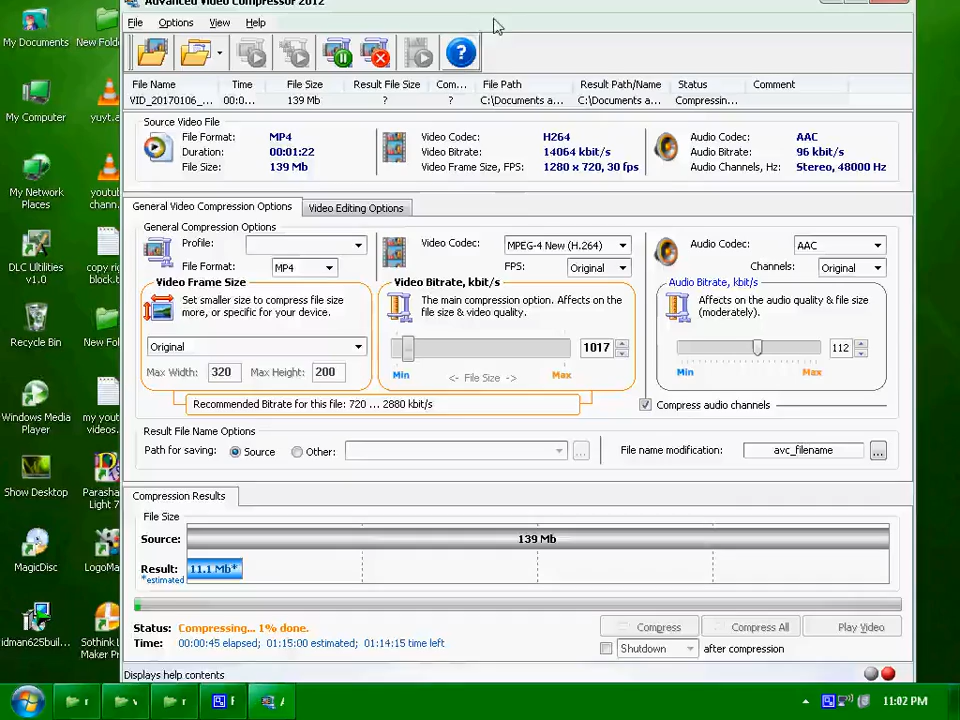 Advanced Video Compressor 2012
My Documents
New Folder
File Options View Help
My Computer
yuyt.a
My Network Places
youtub chann.
DLC Utilities v1.0
copy rig block.b
Recycle Bin
New Fol
Windows Media Player
my yout videos.
Show Desktop
Parasha Light 7
MagicDisc
LogoMa
idman625buil...
Sothink L Maker Pro
File Name Time File Size Result File Size Com... File Path Result Path/Name Status Comment
VID_20170106_... 00:0... 139 Mb ? ? C:\Documents a... C:\Documents a... Compressin...
Source Video File
File Format: MP4 Video Codec: H264 Audio Codec: AAC
Duration: 00:01:22 Video Bitrate: 14064 kbit/s Audio Bitrate: 96 kbit/s
File Size: 139 Mb Video Frame Size, FPS: 1280 x 720, 30 fps Audio Channels, Hz: Stereo, 48000 Hz
General Video Compression Options Video Editing Options
General Compression Options
Profile: Video Codec: MPEG-4 New (H.264) Audio Codec: AAC
File Format: MP4 FPS: Original Channels: Original
Video Frame Size Video Bitrate, kbit/s Audio Bitrate, kbit/s
Set smaller size to compress file size more, or specific for your device.
The main compression option. Affects on the file size & video quality.
Affects on the audio quality & file size (moderately).
Original 1017 112
Max Width: 320 Max Height: 200 Min <- File Size -> Max Min Max
Recommended Bitrate for this file: 720 ... 2880 kbit/s Compress audio channels
Result File Name Options
Path for saving: Source Other: ... File name modification: avc_filename ...
Compression Results
File Size
Source: 139 Mb
Result: 11.1 Mb*
*estimated
Status: Compressing... 1% done. Compress Compress All Play Video
Time: 00:00:45 elapsed; 01:15:00 estimated; 01:14:15 time left Shutdown after compression
Displays help contents
11:02 PM